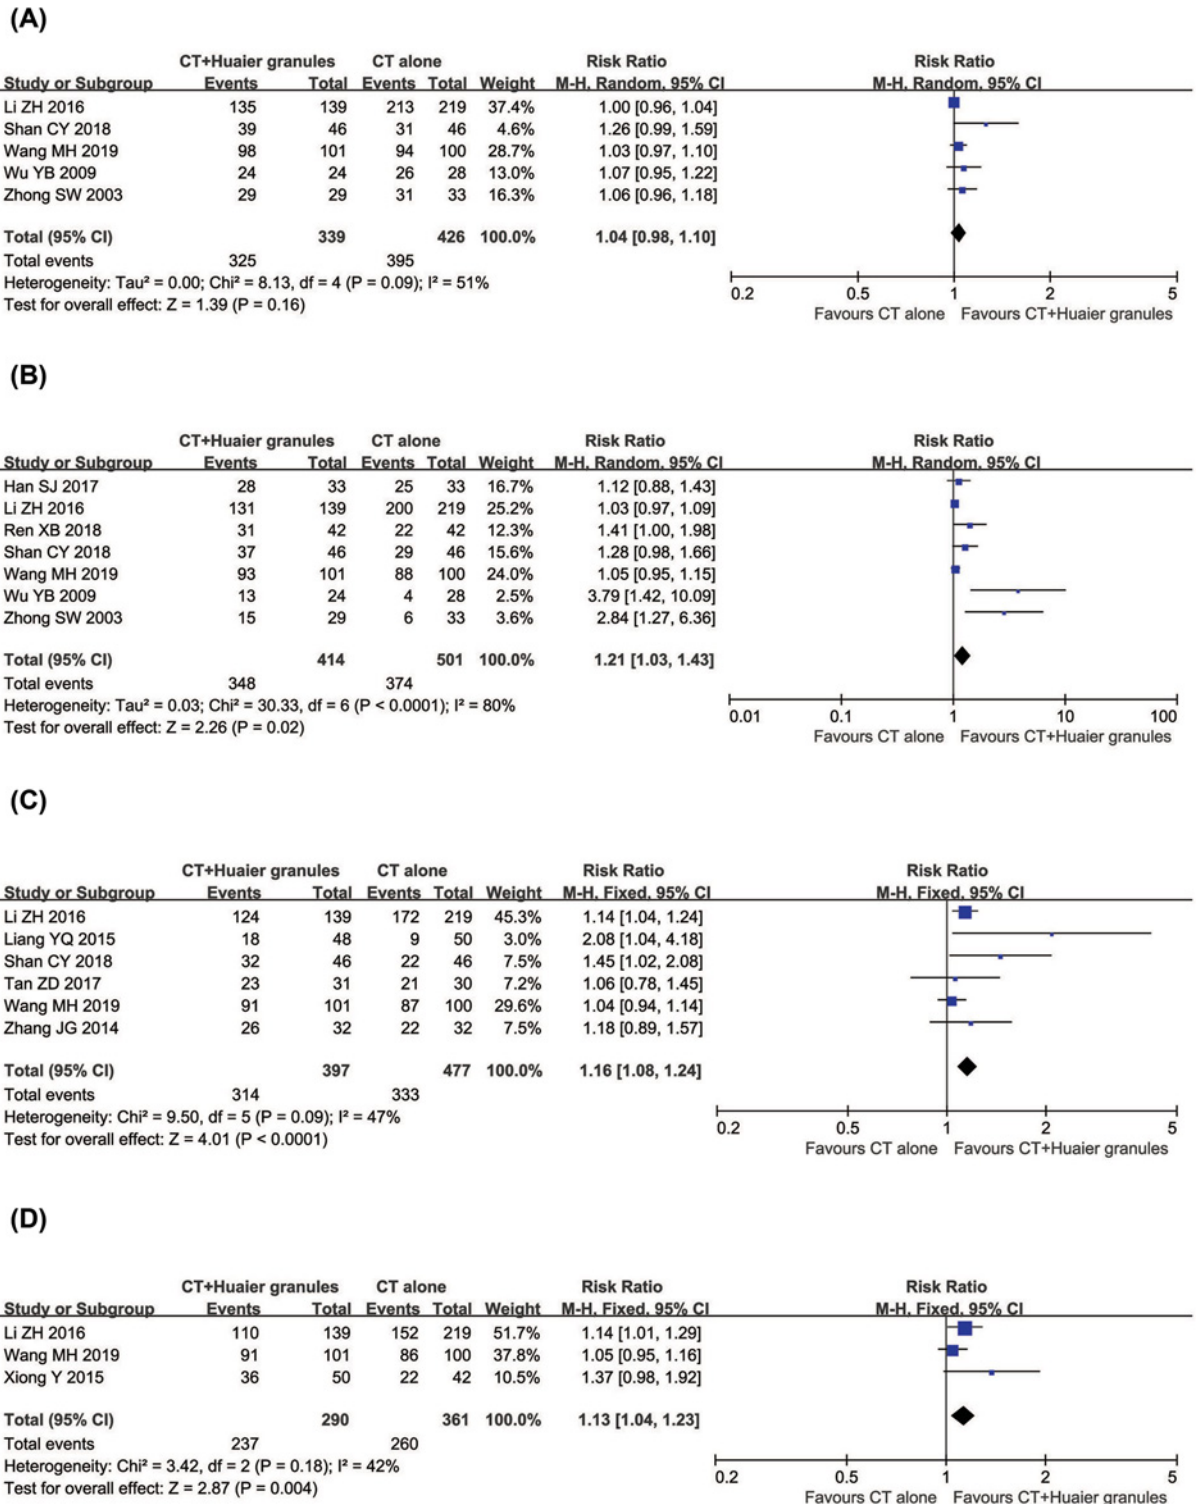 (A)
CT+Huaier granules CT alone Risk Ratio Risk Ratio
Study or Subgroup Events Total Events Total Weight M-H, Random, 95% CI M-H, Random, 95% CI
Li ZH 2016 135 139 213 219 37.4% 1.00 [0.96, 1.04]
Shan CY 2018 39 46 31 46 4.6% 1.26 [0.99, 1.59]
Wang MH 2019 98 101 94 100 28.7% 1.03 [0.97, 1.10]
Wu YB 2009 24 24 26 28 13.0% 1.07 [0.95, 1.22]
Zhong SW 2003 29 29 31 33 16.3% 1.06 [0.96, 1.18]
Total (95% CI) 339 426 100.0% 1.04 [0.98, 1.10]
Total events 325 395
Heterogeneity: Tau² = 0.00; Chi² = 8.13, df = 4 (P = 0.09); I² = 51%
Test for overall effect: Z = 1.39 (P = 0.16)
0.2 0.5 1 2 5
Favours CT alone Favours CT+Huaier granules
(B)
CT+Huaier granules CT alone Risk Ratio Risk Ratio
Study or Subgroup Events Total Events Total Weight M-H, Random, 95% CI M-H, Random, 95% CI
Han SJ 2017 28 33 25 33 16.7% 1.12 [0.88, 1.43]
Li ZH 2016 131 139 200 219 25.2% 1.03 [0.97, 1.09]
Ren XB 2018 31 42 22 42 12.3% 1.41 [1.00, 1.98]
Shan CY 2018 37 46 29 46 15.6% 1.28 [0.98, 1.66]
Wang MH 2019 93 101 88 100 24.0% 1.05 [0.95, 1.15]
Wu YB 2009 13 24 4 28 2.5% 3.79 [1.42, 10.09]
Zhong SW 2003 15 29 6 33 3.6% 2.84 [1.27, 6.36]
Total (95% CI) 414 501 100.0% 1.21 [1.03, 1.43]
Total events 348 374
Heterogeneity: Tau² = 0.03; Chi² = 30.33, df = 6 (P < 0.0001); I² = 80%
Test for overall effect: Z = 2.26 (P = 0.02)
0.01 0.1 1 10 100
Favours CT alone Favours CT+Huaier granules
(C)
CT+Huaier granules CT alone Risk Ratio Risk Ratio
Study or Subgroup Events Total Events Total Weight M-H, Fixed, 95% CI M-H, Fixed, 95% CI
Li ZH 2016 124 139 172 219 45.3% 1.14 [1.04, 1.24]
Liang YQ 2015 18 48 9 50 3.0% 2.08 [1.04, 4.18]
Shan CY 2018 32 46 22 46 7.5% 1.45 [1.02, 2.08]
Tan ZD 2017 23 31 21 30 7.2% 1.06 [0.78, 1.45]
Wang MH 2019 91 101 87 100 29.6% 1.04 [0.94, 1.14]
Zhang JG 2014 26 32 22 32 7.5% 1.18 [0.89, 1.57]
Total (95% CI) 397 477 100.0% 1.16 [1.08, 1.24]
Total events 314 333
Heterogeneity: Chi² = 9.50, df = 5 (P = 0.09); I² = 47%
Test for overall effect: Z = 4.01 (P < 0.0001)
0.2 0.5 1 2 5
Favours CT alone Favours CT+Huaier granules
(D)
CT+Huaier granules CT alone Risk Ratio Risk Ratio
Study or Subgroup Events Total Events Total Weight M-H, Fixed, 95% CI M-H, Fixed, 95% CI
Li ZH 2016 110 139 152 219 51.7% 1.14 [1.01, 1.29]
Wang MH 2019 91 101 86 100 37.8% 1.05 [0.95, 1.16]
Xiong Y 2015 36 50 22 42 10.5% 1.37 [0.98, 1.92]
Total (95% CI) 290 361 100.0% 1.13 [1.04, 1.23]
Total events 237 260
Heterogeneity: Chi² = 3.42, df = 2 (P = 0.18); I² = 42%
Test for overall effect: Z = 2.87 (P = 0.004)
0.2 0.5 1 2 5
Favours CT alone Favours CT+Huaier granules